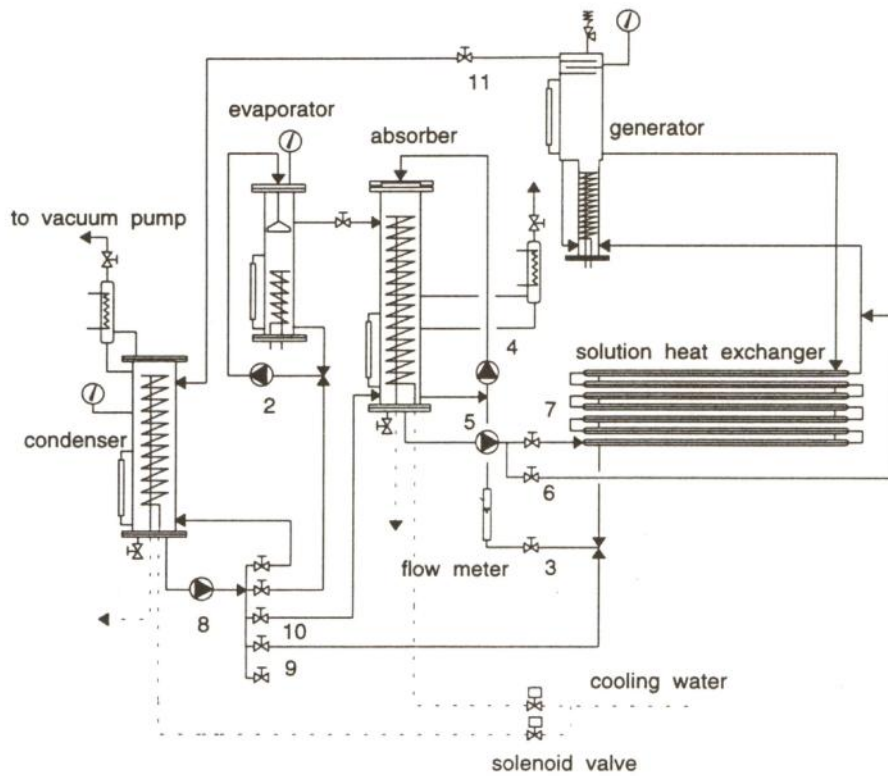 11
evaporator
absorber
generator
to vacuum pump
4
solution heat exchanger
2
5
7
condenser
6
flow meter
3
8
10
9
cooling water
solenoid valve